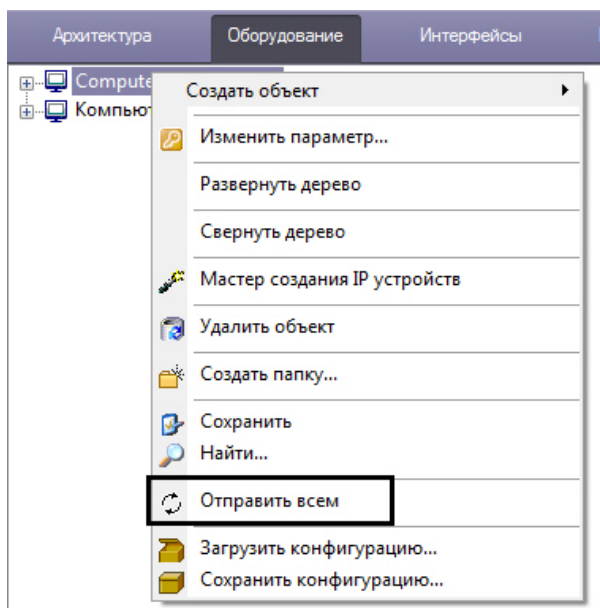 Архитектура Оборудование Интерфейсы
Compute
Компьют
Создать объект
Изменить параметр...
Развернуть дерево
Свернуть дерево
Мастер создания IP устройств
Удалить объект
Создать папку...
Сохранить
Найти...
Отправить всем
Загрузить конфигурацию...
Сохранить конфигурацию...